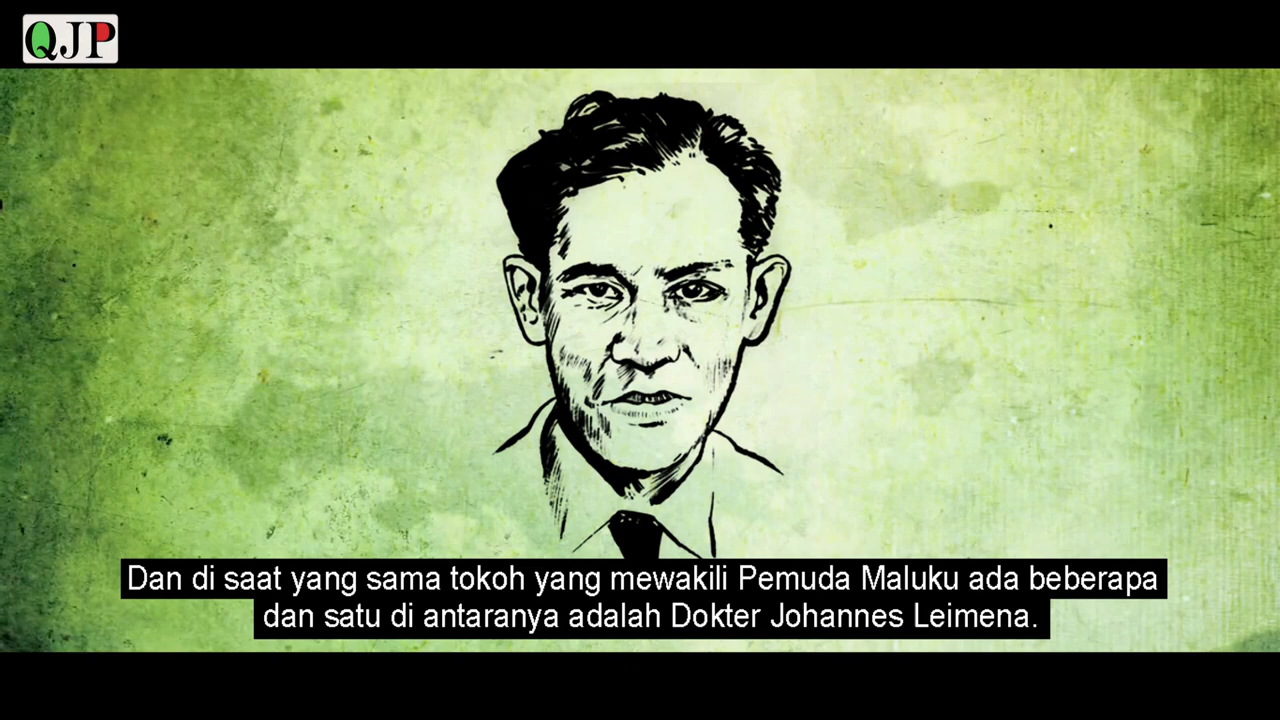 QJP
Dan di saat yang sama tokoh yang mewakili Pemuda Maluku ada beberapa
dan satu di antaranya adalah Dokter Johannes Leimena.